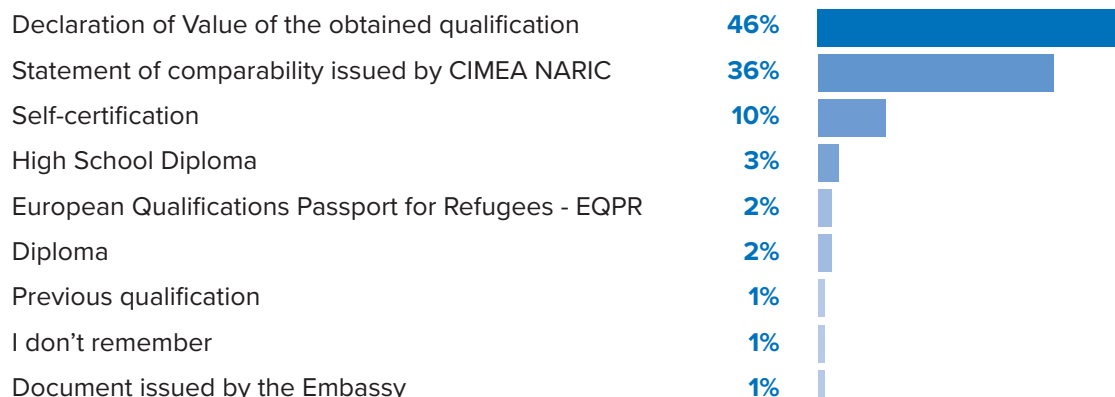 Declaration of Value of the obtained qualification 46%
Statement of comparability issued by CIMEA NARIC 36%
Self-certification 10%
High School Diploma 3%
European Qualifications Passport for Refugees - EQPR 2%
Diploma 2%
Previous qualification 1%
I don’t remember 1%
Document issued by the Embassy 1%